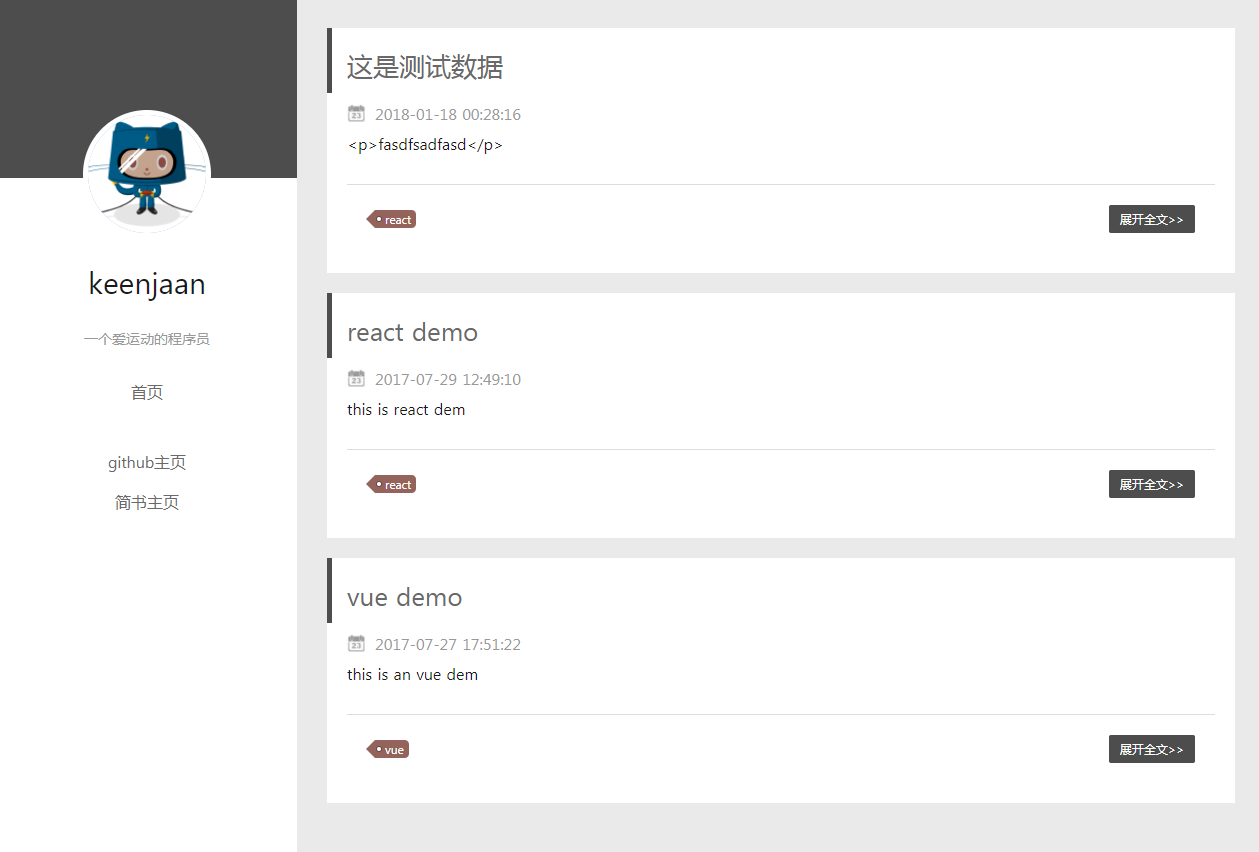 keenjaan
一个爱运动的程序员
首页
github主页
简书主页
这是测试数据
23 2018-01-18 00:28:16
<p>fasdfsadfasd</p>
react 展开全文>>
react demo
23 2017-07-29 12:49:10
this is react dem
react 展开全文>>
vue demo
23 2017-07-27 17:51:22
this is an vue dem
vue 展开全文>>